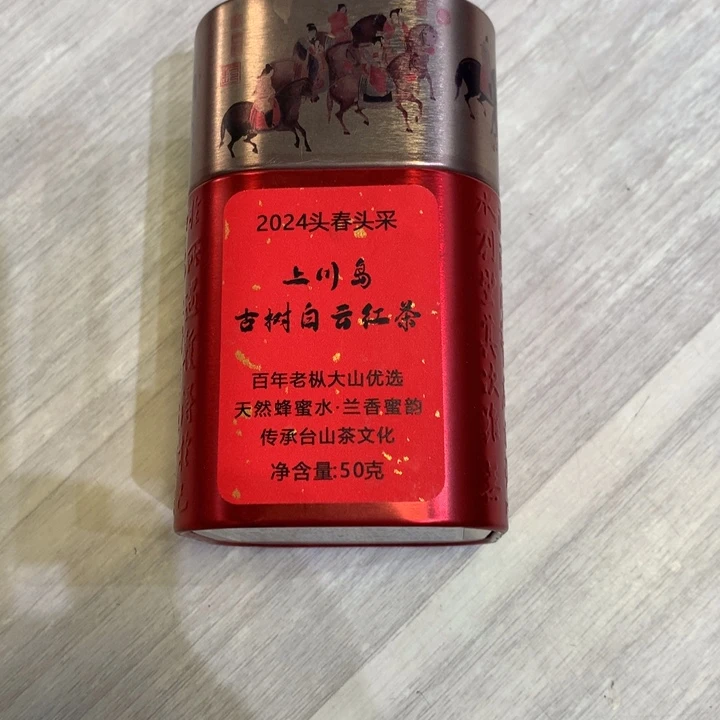 2024头春头采
上川岛
古树白云红茶
百年老枞大山优选
天然蜂蜜水·兰香蜜韵
传承台山茶文化
净含量:50克